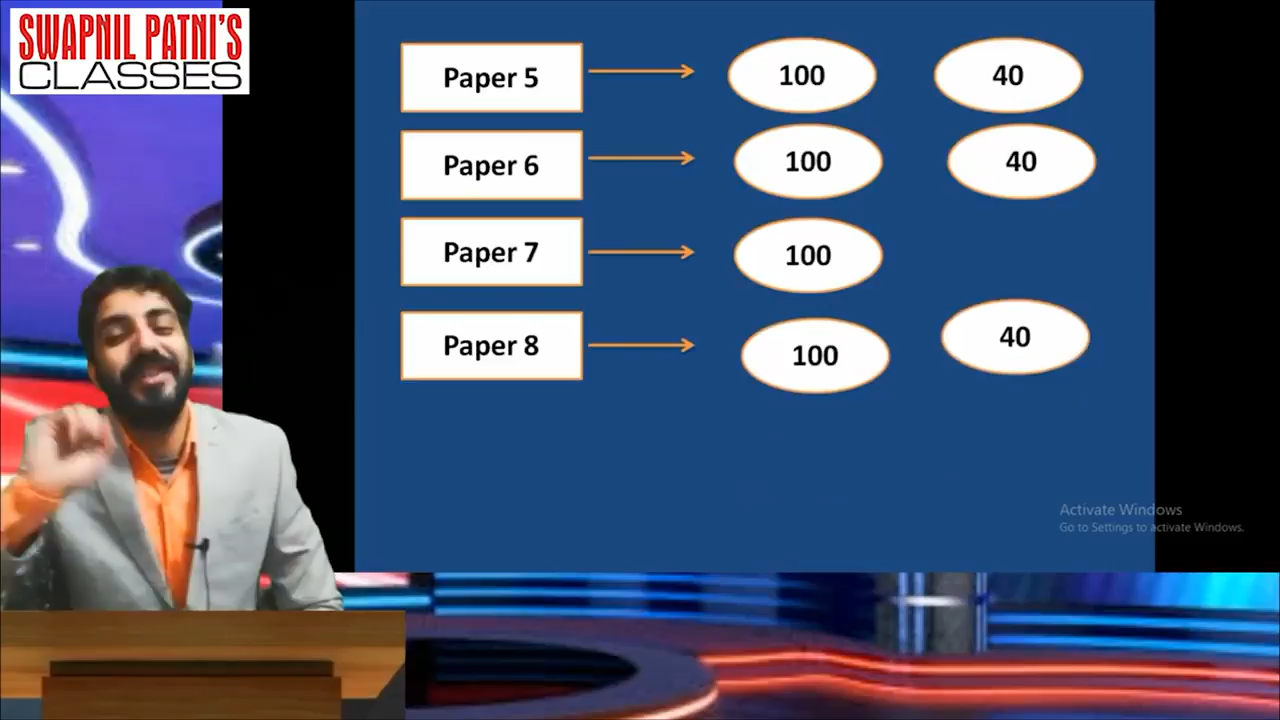 SWAPNIL PATNI'S
CLASSES
Paper 5 100 40
Paper 6 100 40
Paper 7 100
Paper 8 100 40
Activate Windows
Go to Settings to activate Windows.